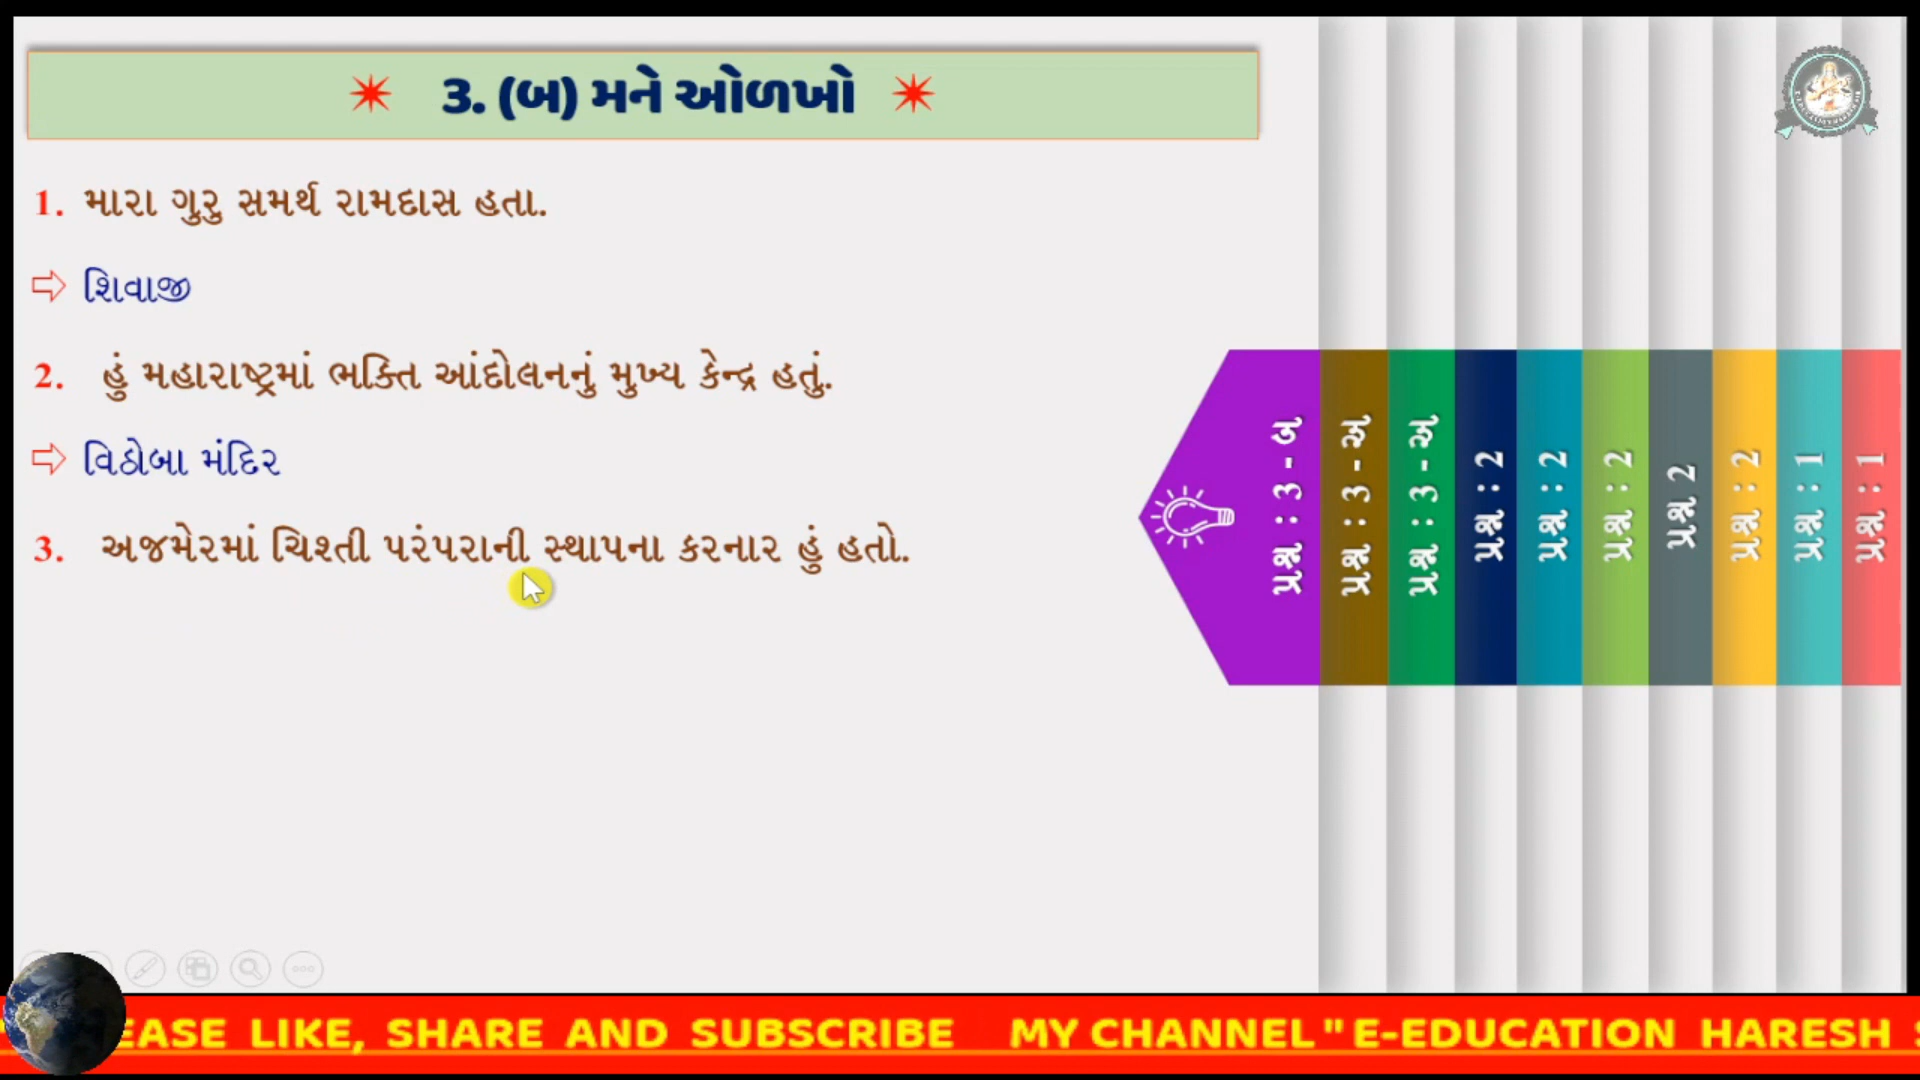 3. (બ) મને ઓળખો
1. મારા ગુરુ સમર્થ રામદાસ હતા.
શિવાજી
2. હું મહારાષ્ટ્રમાં ભક્તિ આંદોલનનું મુખ્ય કેન્દ્ર હતું.
વિઠોબા મંદિર
3. અજમેરમાં ચિશ્તી પરંપરાની સ્થાપના કરનાર હું હતો.
પ્રશ્ન : 3 - બ
પ્રશ્ન : 3 - અ
પ્રશ્ન : 3 - અ
પ્રશ્ન : 2
પ્રશ્ન : 2
પ્રશ્ન : 2
પ્રશ્ન 2
પ્રશ્ન : 2
પ્રશ્ન : 1
પ્રશ્ન : 1
EASE LIKE, SHARE AND SUBSCRIBE MY CHANNEL " E-EDUCATION HARESH